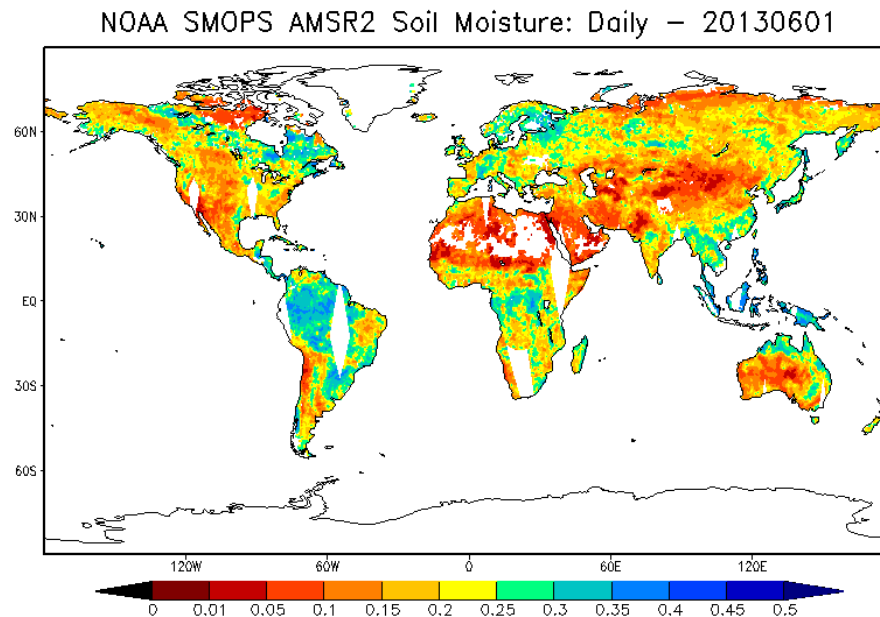 NOAA SMOPS AMSR2 Soil Moisture: Daily - 20130601
60N
30N
EQ
30S
60S
120W 60W 0 60E 120E
0 0.01 0.05 0.1 0.15 0.2 0.25 0.3 0.35 0.4 0.45 0.5